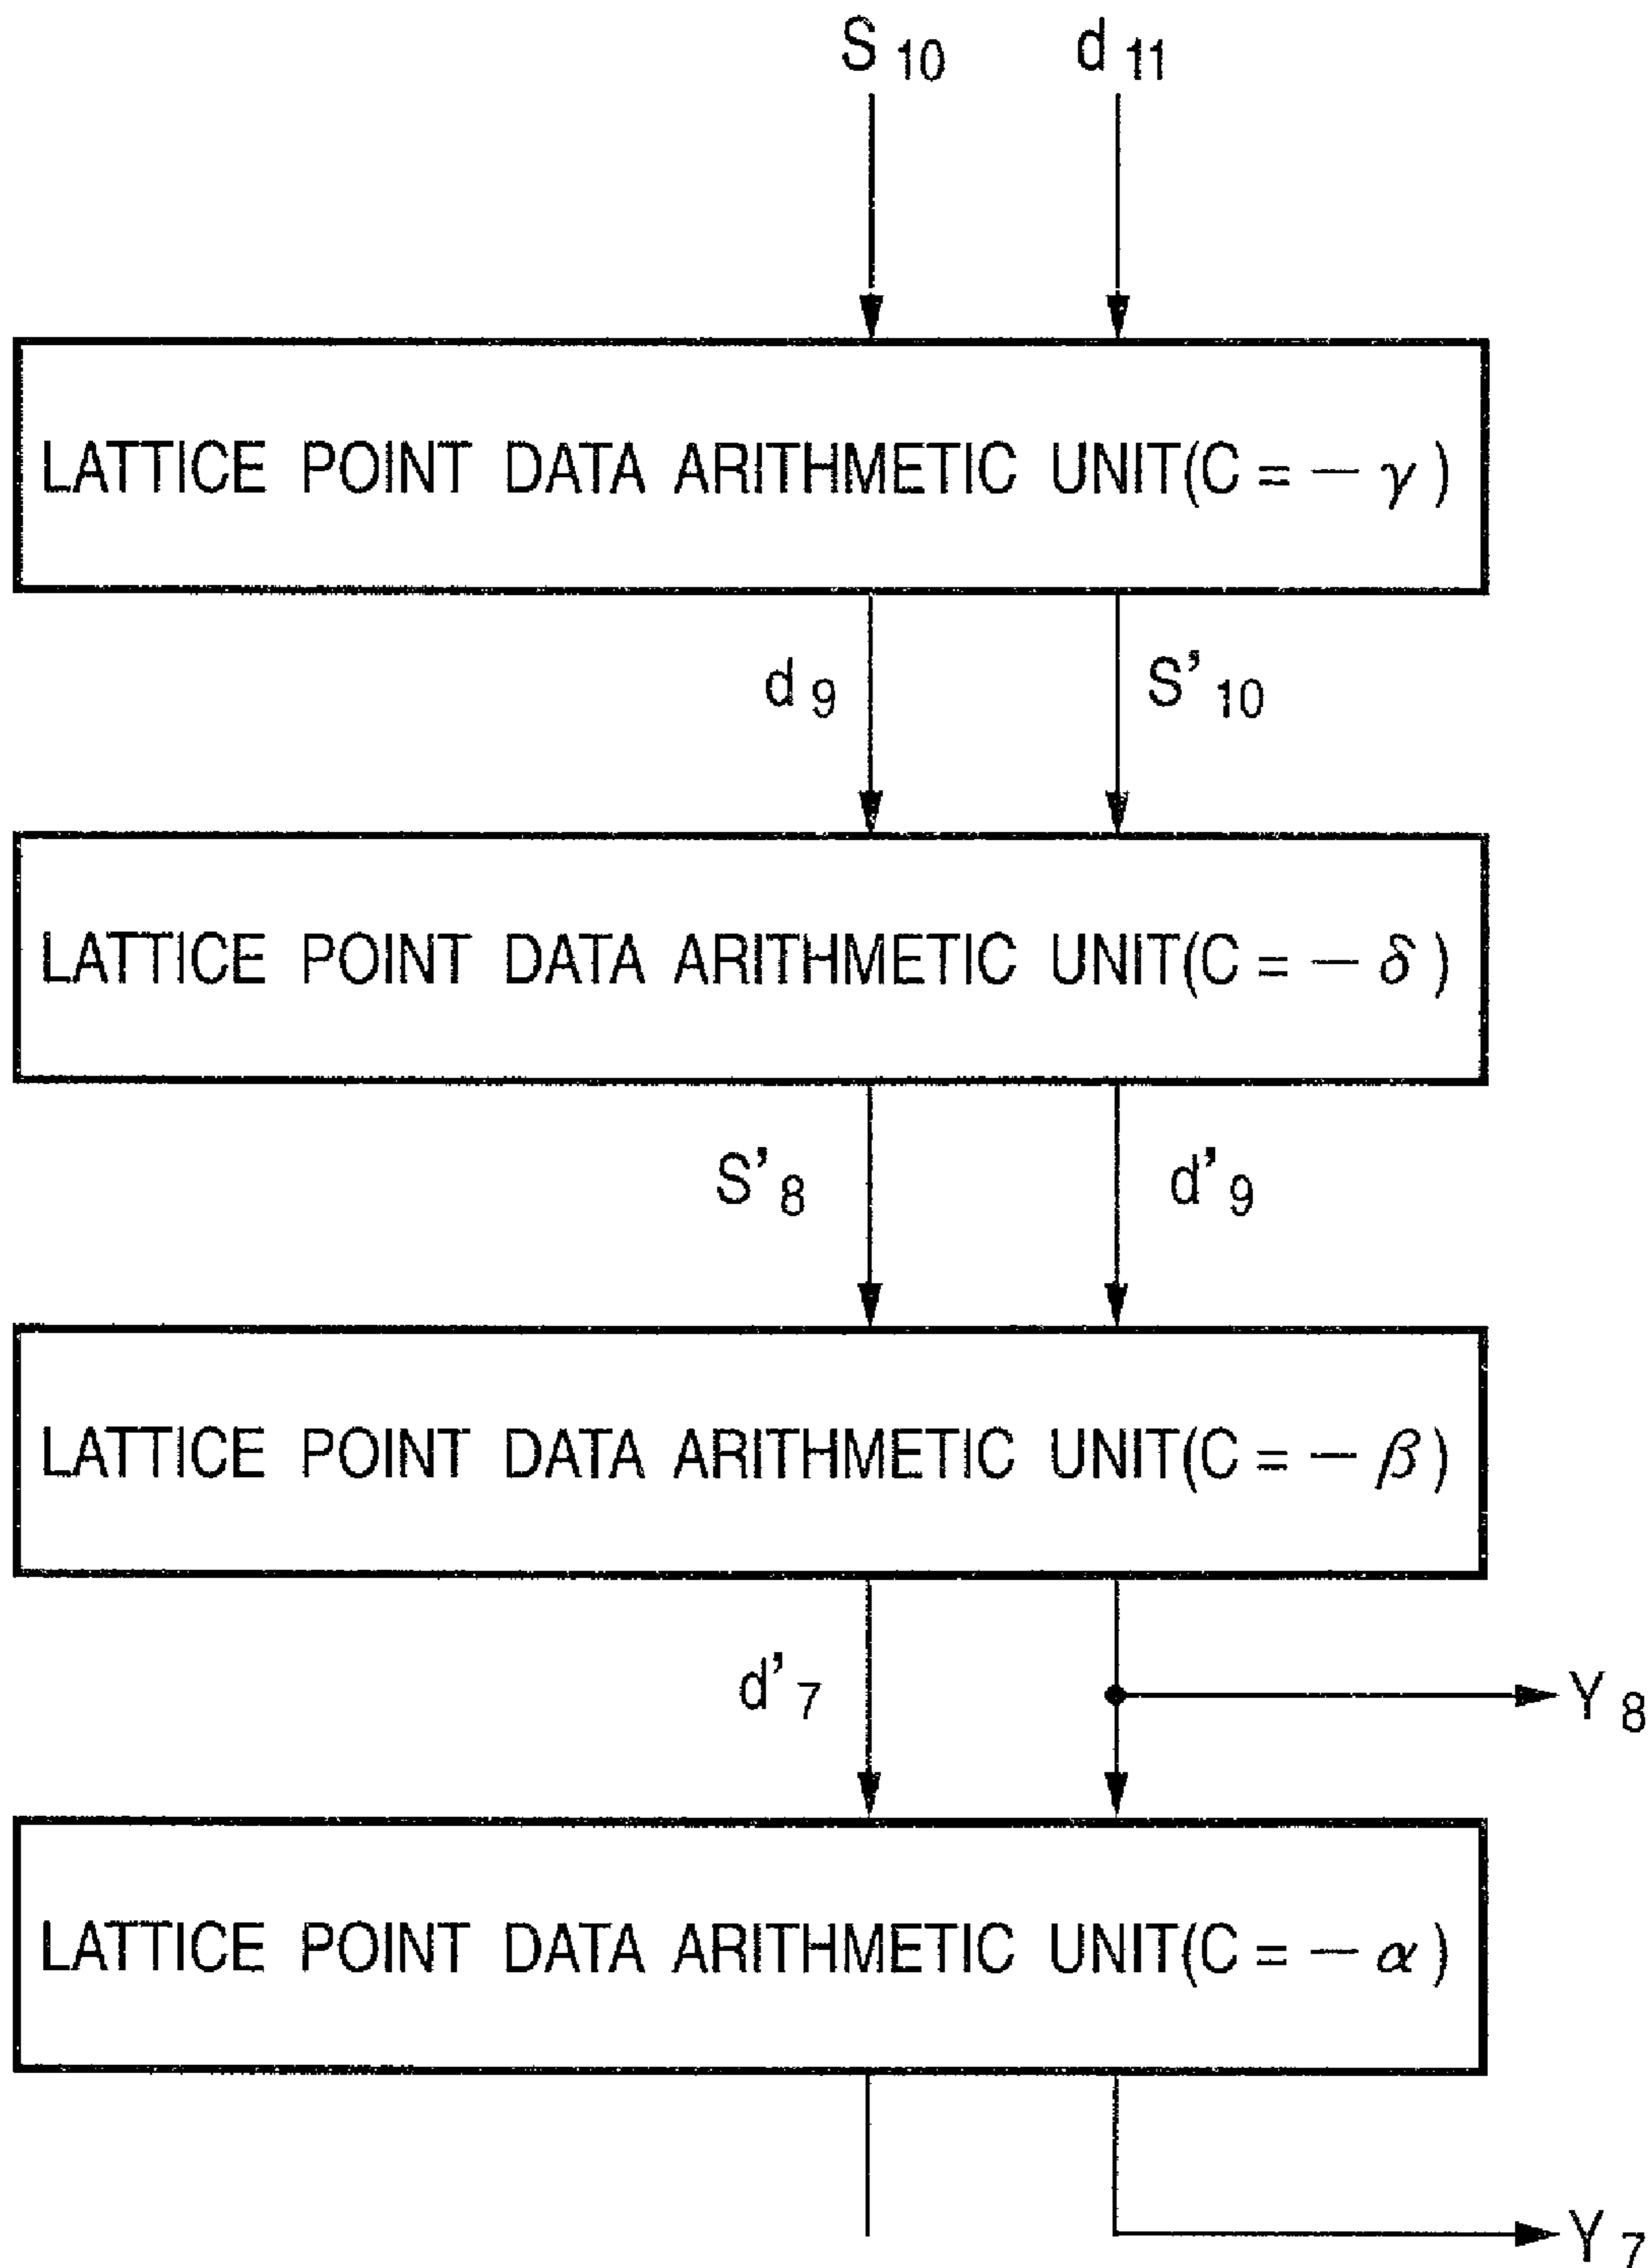 S 10 d 11
LATTICE POINT DATA ARITHMETIC UNIT(C = − γ )
d 9 S' 10
LATTICE POINT DATA ARITHMETIC UNIT(C = − δ )
S' 8 d' 9
LATTICE POINT DATA ARITHMETIC UNIT(C = − β )
d' 7 Y 8
LATTICE POINT DATA ARITHMETIC UNIT(C = − α )
Y 7